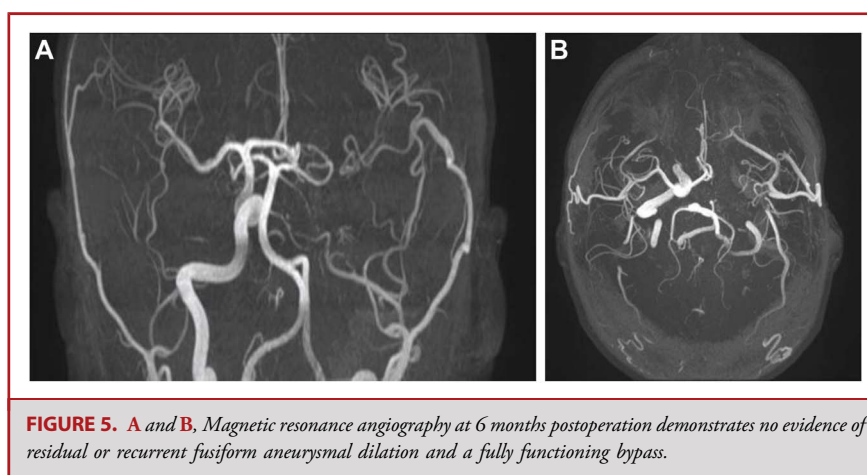 A
B
FIGURE 5. A and B, Magnetic resonance angiography at 6 months postoperation demonstrates no evidence of
residual or recurrent fusiform aneurysmal dilation and a fully functioning bypass.